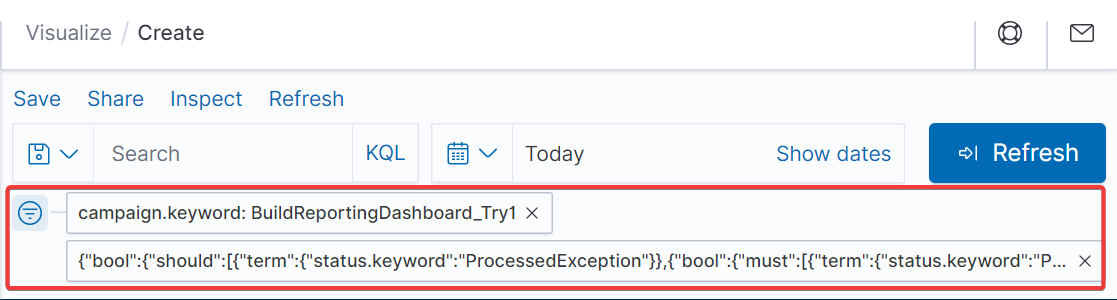 Visualize / Create
Save Share Inspect Refresh
Search KQL Today Show dates Refresh
campaign.keyword: BuildReportingDashboard_Try1 ×
{"bool":{"should":[{"term":{"status.keyword":"ProcessedException"}},{"bool":{"must":[{"term":{"status.keyword":"P... ×